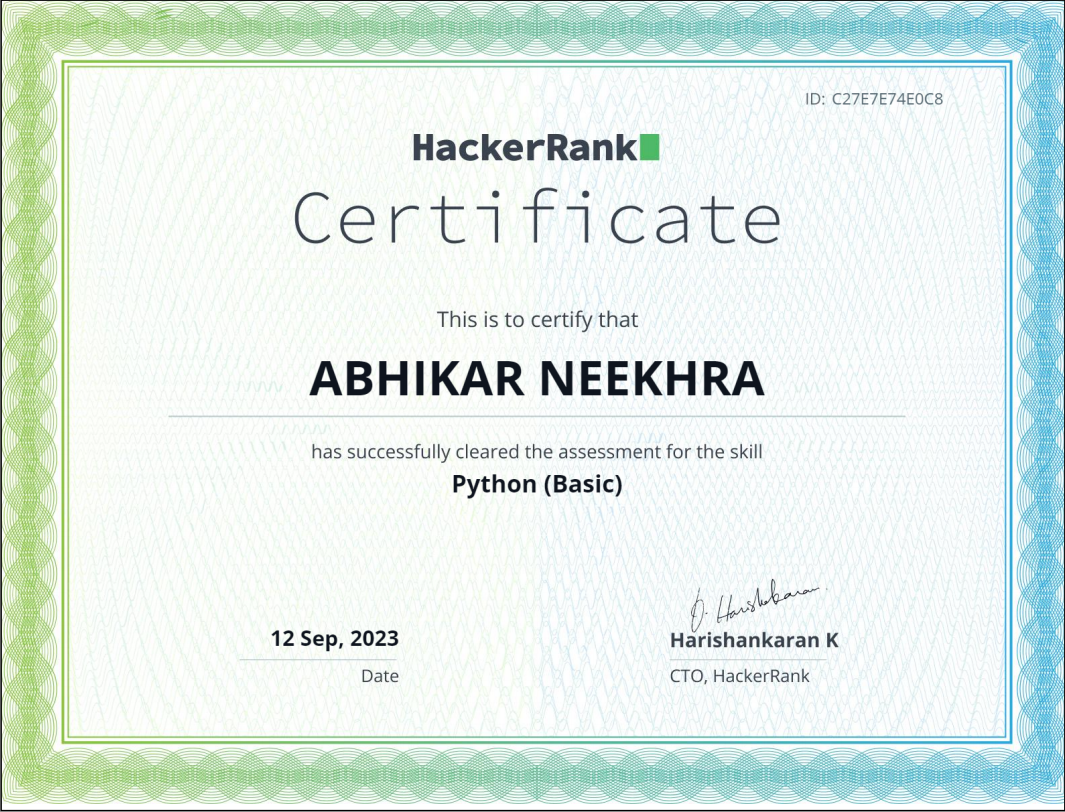 ID: C27E7E74E0C8
HackerRank
Certificate
This is to certify that
ABHIKAR NEEKHRA
has successfully cleared the assessment for the skill
Python (Basic)
12 Sep, 2023
Date
J. Harishankaran
Harishankaran K
CTO, HackerRank